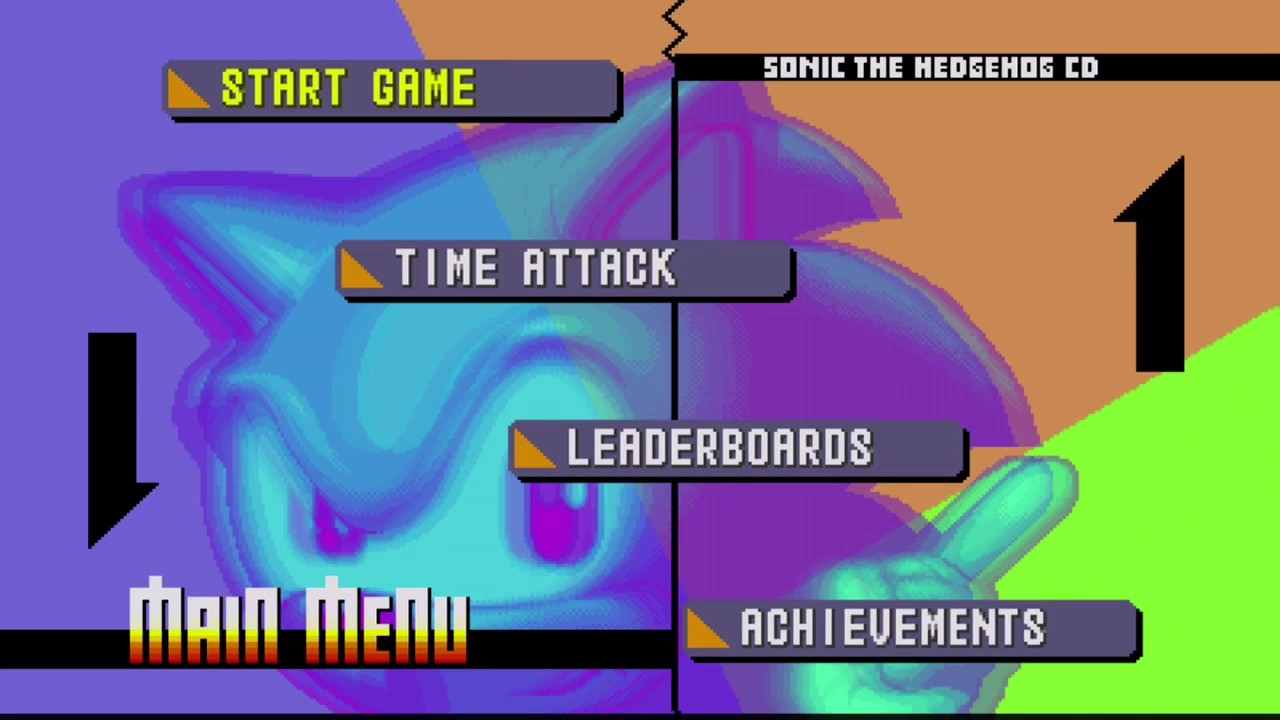 SONIC THE HEDGEHOG CD
START GAME
TIME ATTACK
LEADERBOARDS
ACHIEVEMENTS
MAIN MENU